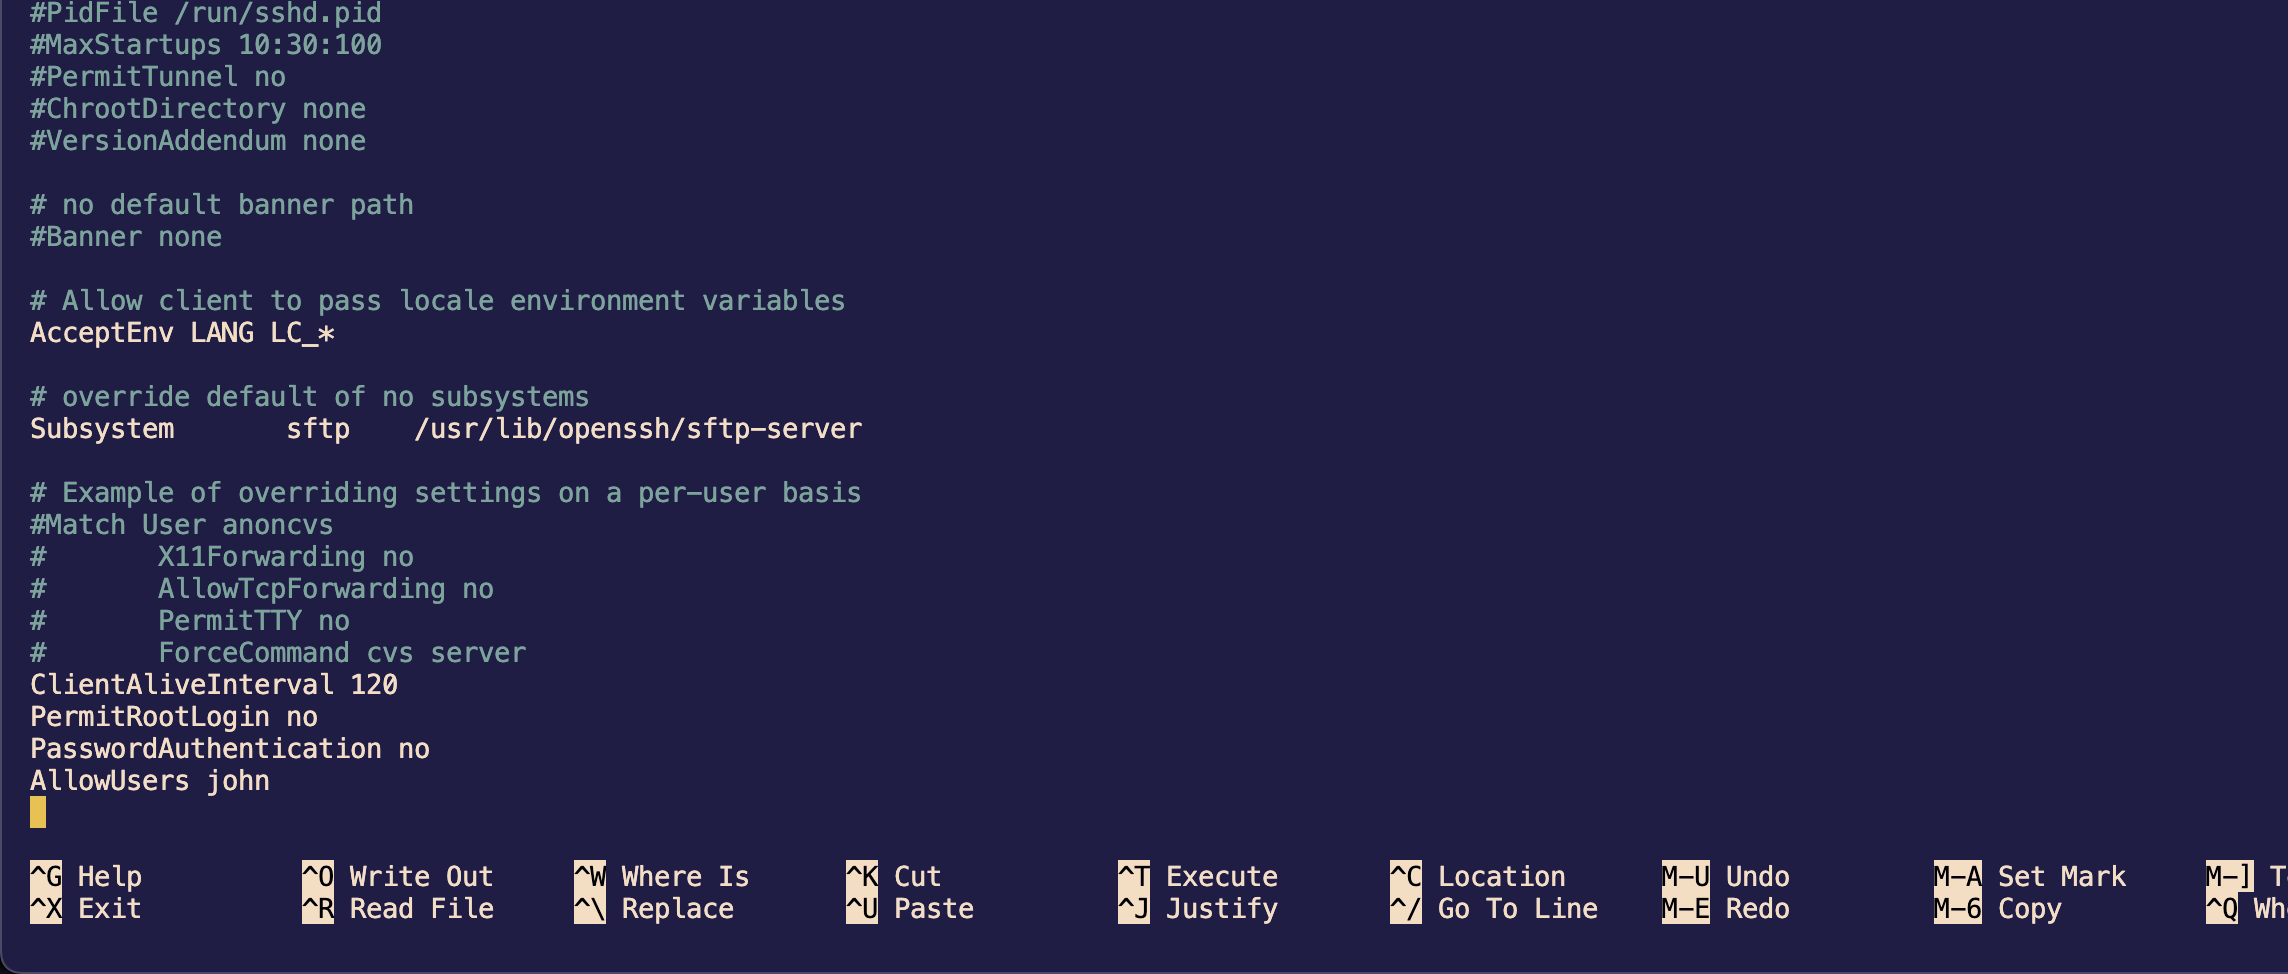 #PidFile /run/sshd.pid
#MaxStartups 10:30:100
#PermitTunnel no
#ChrootDirectory none
#VersionAddendum none
# no default banner path
#Banner none
# Allow client to pass locale environment variables
AcceptEnv LANG LC_*
# override default of no subsystems
Subsystem       sftp    /usr/lib/openssh/sftp-server
# Example of overriding settings on a per-user basis
#Match User anoncvs
#       X11Forwarding no
#       AllowTcpForwarding no
#       PermitTTY no
#       ForceCommand cvs server
ClientAliveInterval 120
PermitRootLogin no
PasswordAuthentication no
AllowUsers john
^G Help ^O Write Out ^W Where Is ^K Cut ^T Execute ^C Location M-U Undo M-A Set Mark M-]
^X Exit ^R Read File ^\ Replace ^U Paste ^J Justify ^/ Go To Line M-E Redo M-6 Copy ^Q